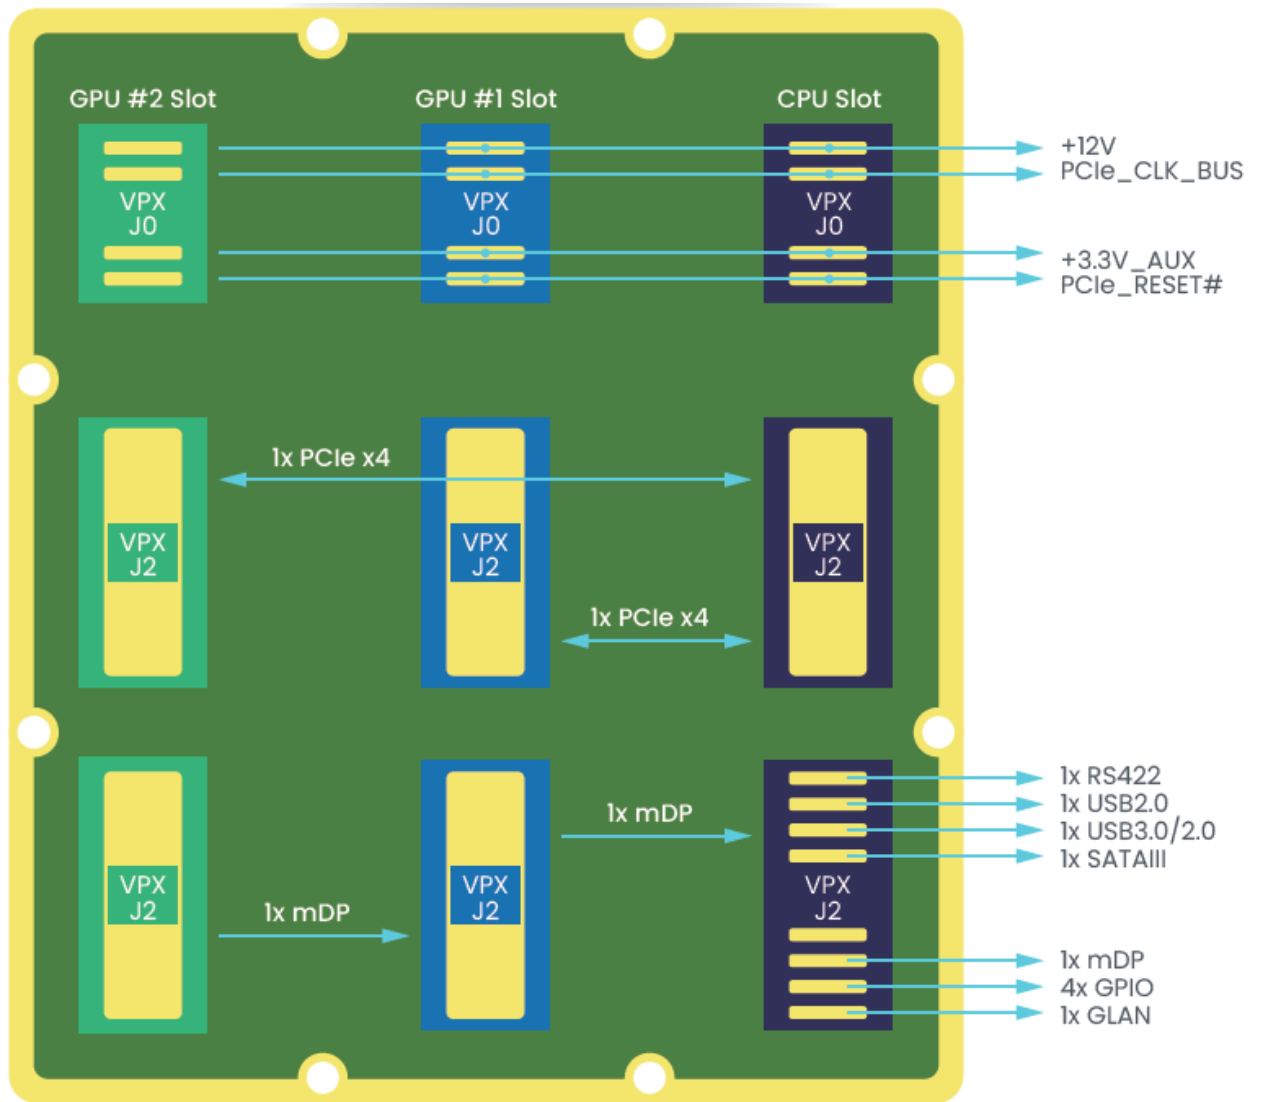 GPU #2 Slot
GPU #1 Slot
CPU Slot
VPX
J0
VPX
J0
VPX
J0
+12V
PCIe_CLK_BUS
+3.3V_AUX
PCIe_RESET#
1x PCIe x4
VPX
J2
VPX
J2
VPX
J2
1x PCIe x4
1x mDP
VPX
J2
VPX
J2
VPX
J2
1x mDP
1x RS422
1x USB2.0
1x USB3.0/2.0
1x SATAIII
1x mDP
4x GPIO
1x GLAN